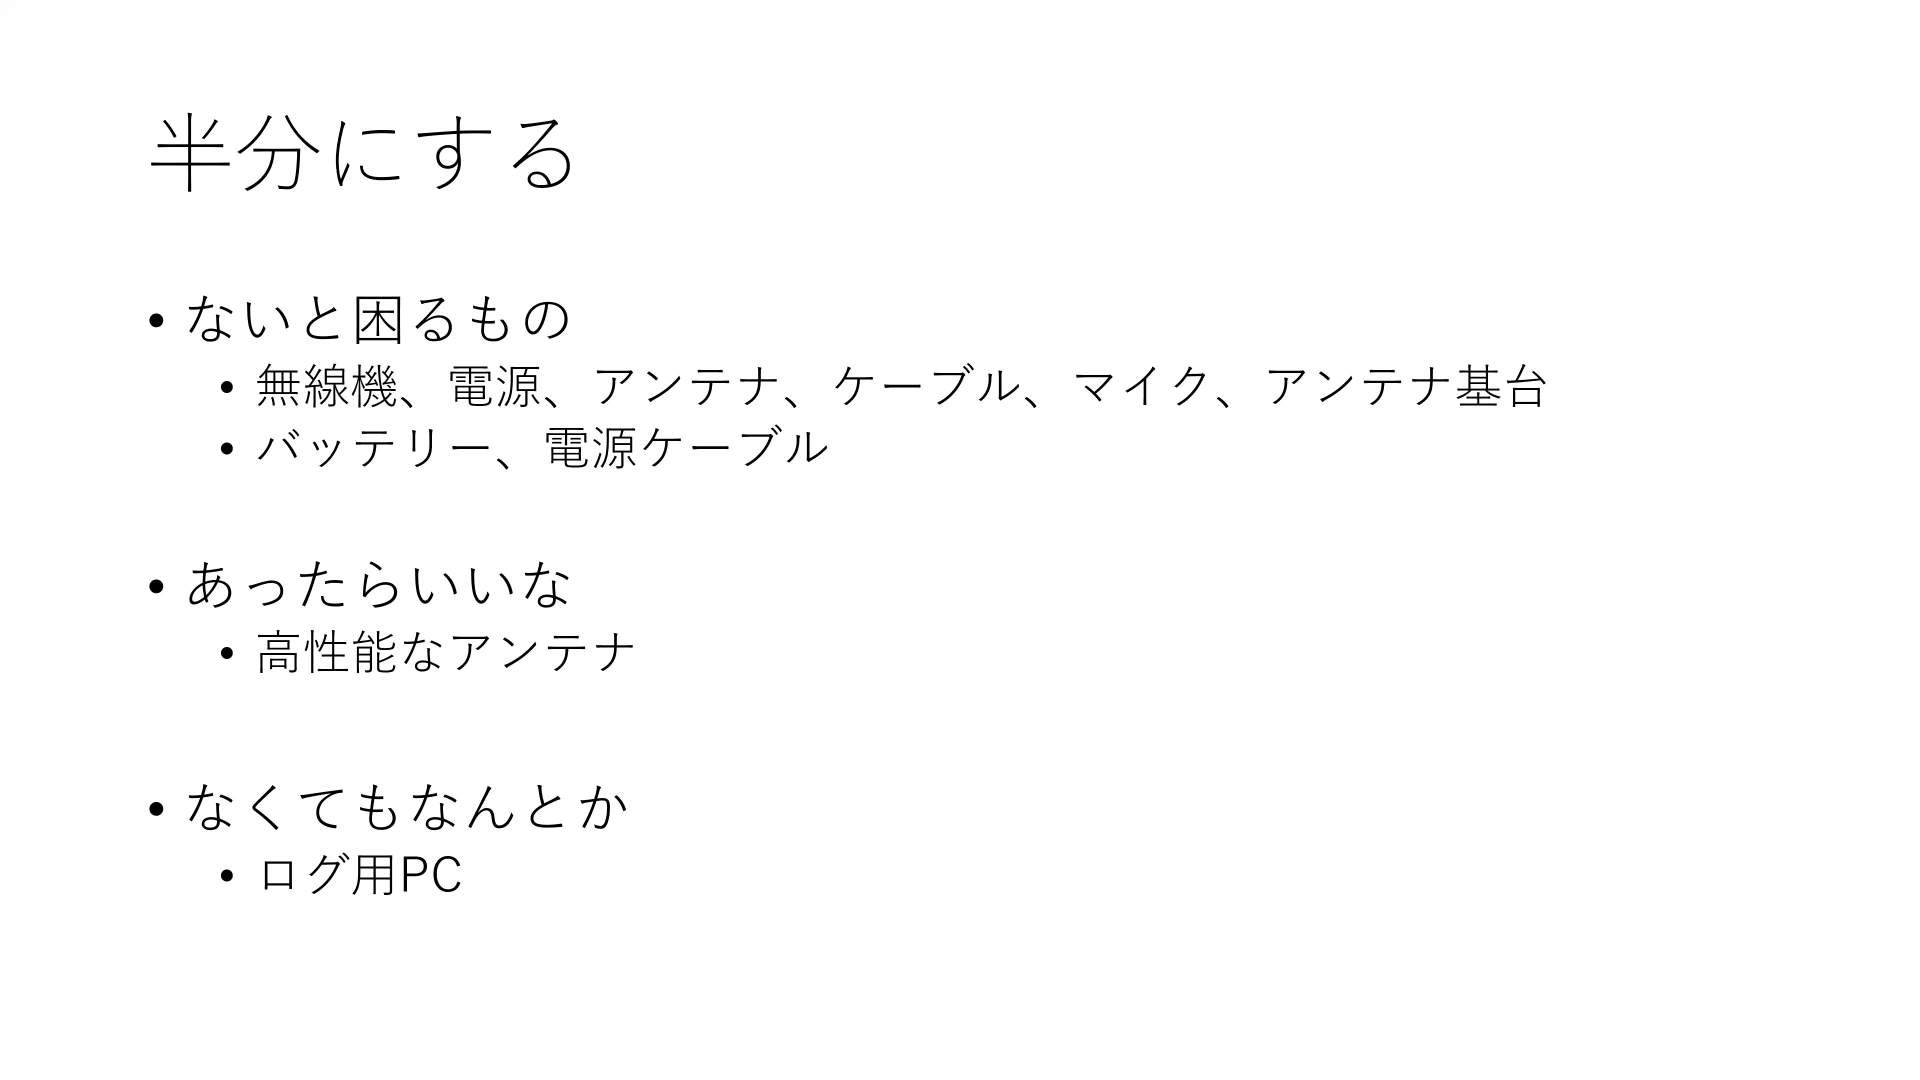 半分にする
• ないと困るもの
• 無線機、電源、アンテナ、ケーブル、マイク、アンテナ基台
• バッテリー、電源ケーブル
• あったらいいな
• 高性能なアンテナ
• なくてもなんとか
• ログ用PC